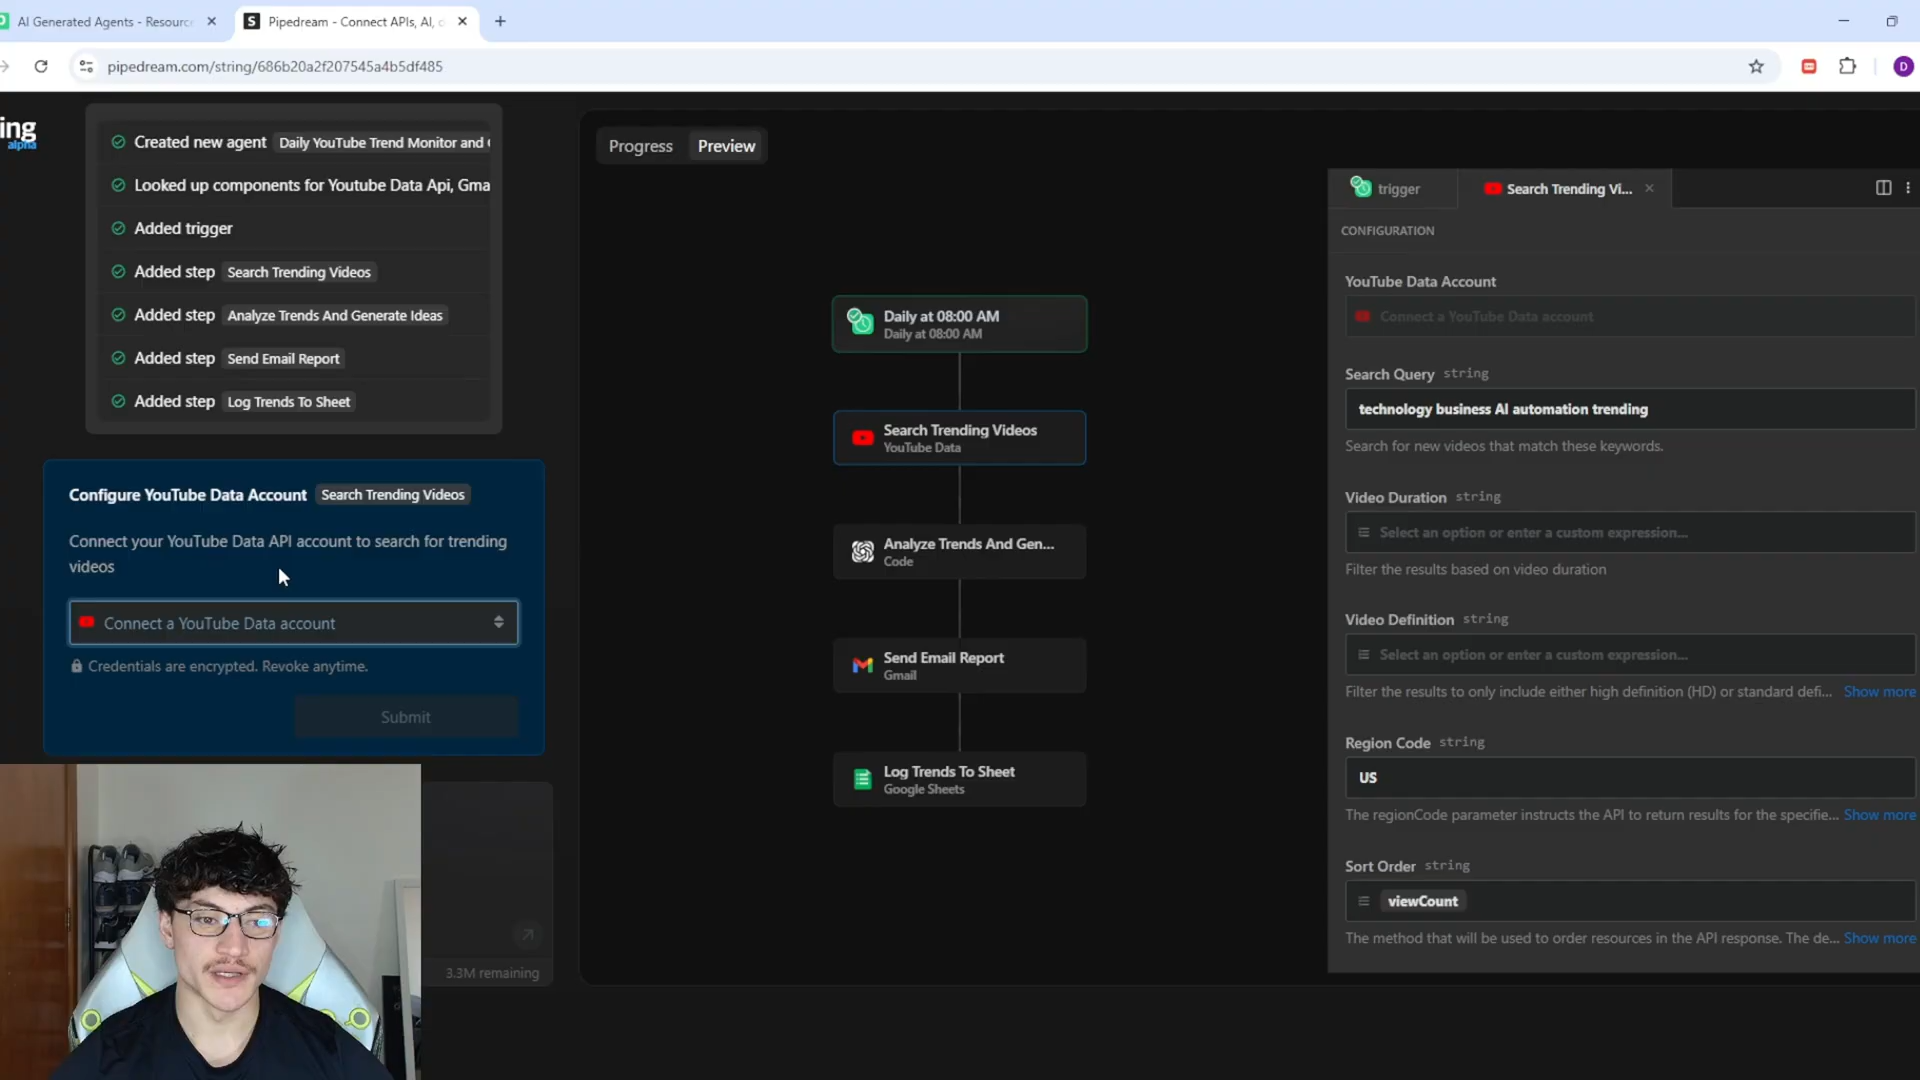 AI Generated Agents - Resourc
Pipedream - Connect APIs, AI, d
pipedream.com/string/686b20a2f207545a4b5df485
D
ing
alpha
Created new agent Daily YouTube Trend Monitor and
Looked up components for Youtube Data Api, Gma
Added trigger
Added step Search Trending Videos
Added step Analyze Trends And Generate Ideas
Added step Send Email Report
Added step Log Trends To Sheet
Configure YouTube Data Account Search Trending Videos
Connect your YouTube Data API account to search for trending
videos
Connect a YouTube Data account
Credentials are encrypted. Revoke anytime.
Submit
3.3M remaining
Progress Preview
Daily at 08:00 AM
Daily at 08:00 AM
Search Trending Videos
YouTube Data
Analyze Trends And Gen...
Code
Send Email Report
Gmail
Log Trends To Sheet
Google Sheets
trigger
Search Trending Vi...
CONFIGURATION
YouTube Data Account
Connect a YouTube Data account
Search Query string
technology business AI automation trending
Search for new videos that match these keywords.
Video Duration string
Select an option or enter a custom expression...
Filter the results based on video duration
Video Definition string
Select an option or enter a custom expression...
Filter the results to only include either high definition (HD) or standard defi... Show more
Region Code string
US
The regionCode parameter instructs the API to return results for the specifie... Show more
Sort Order string
viewCount
The method that will be used to order resources in the API response. The de... Show more